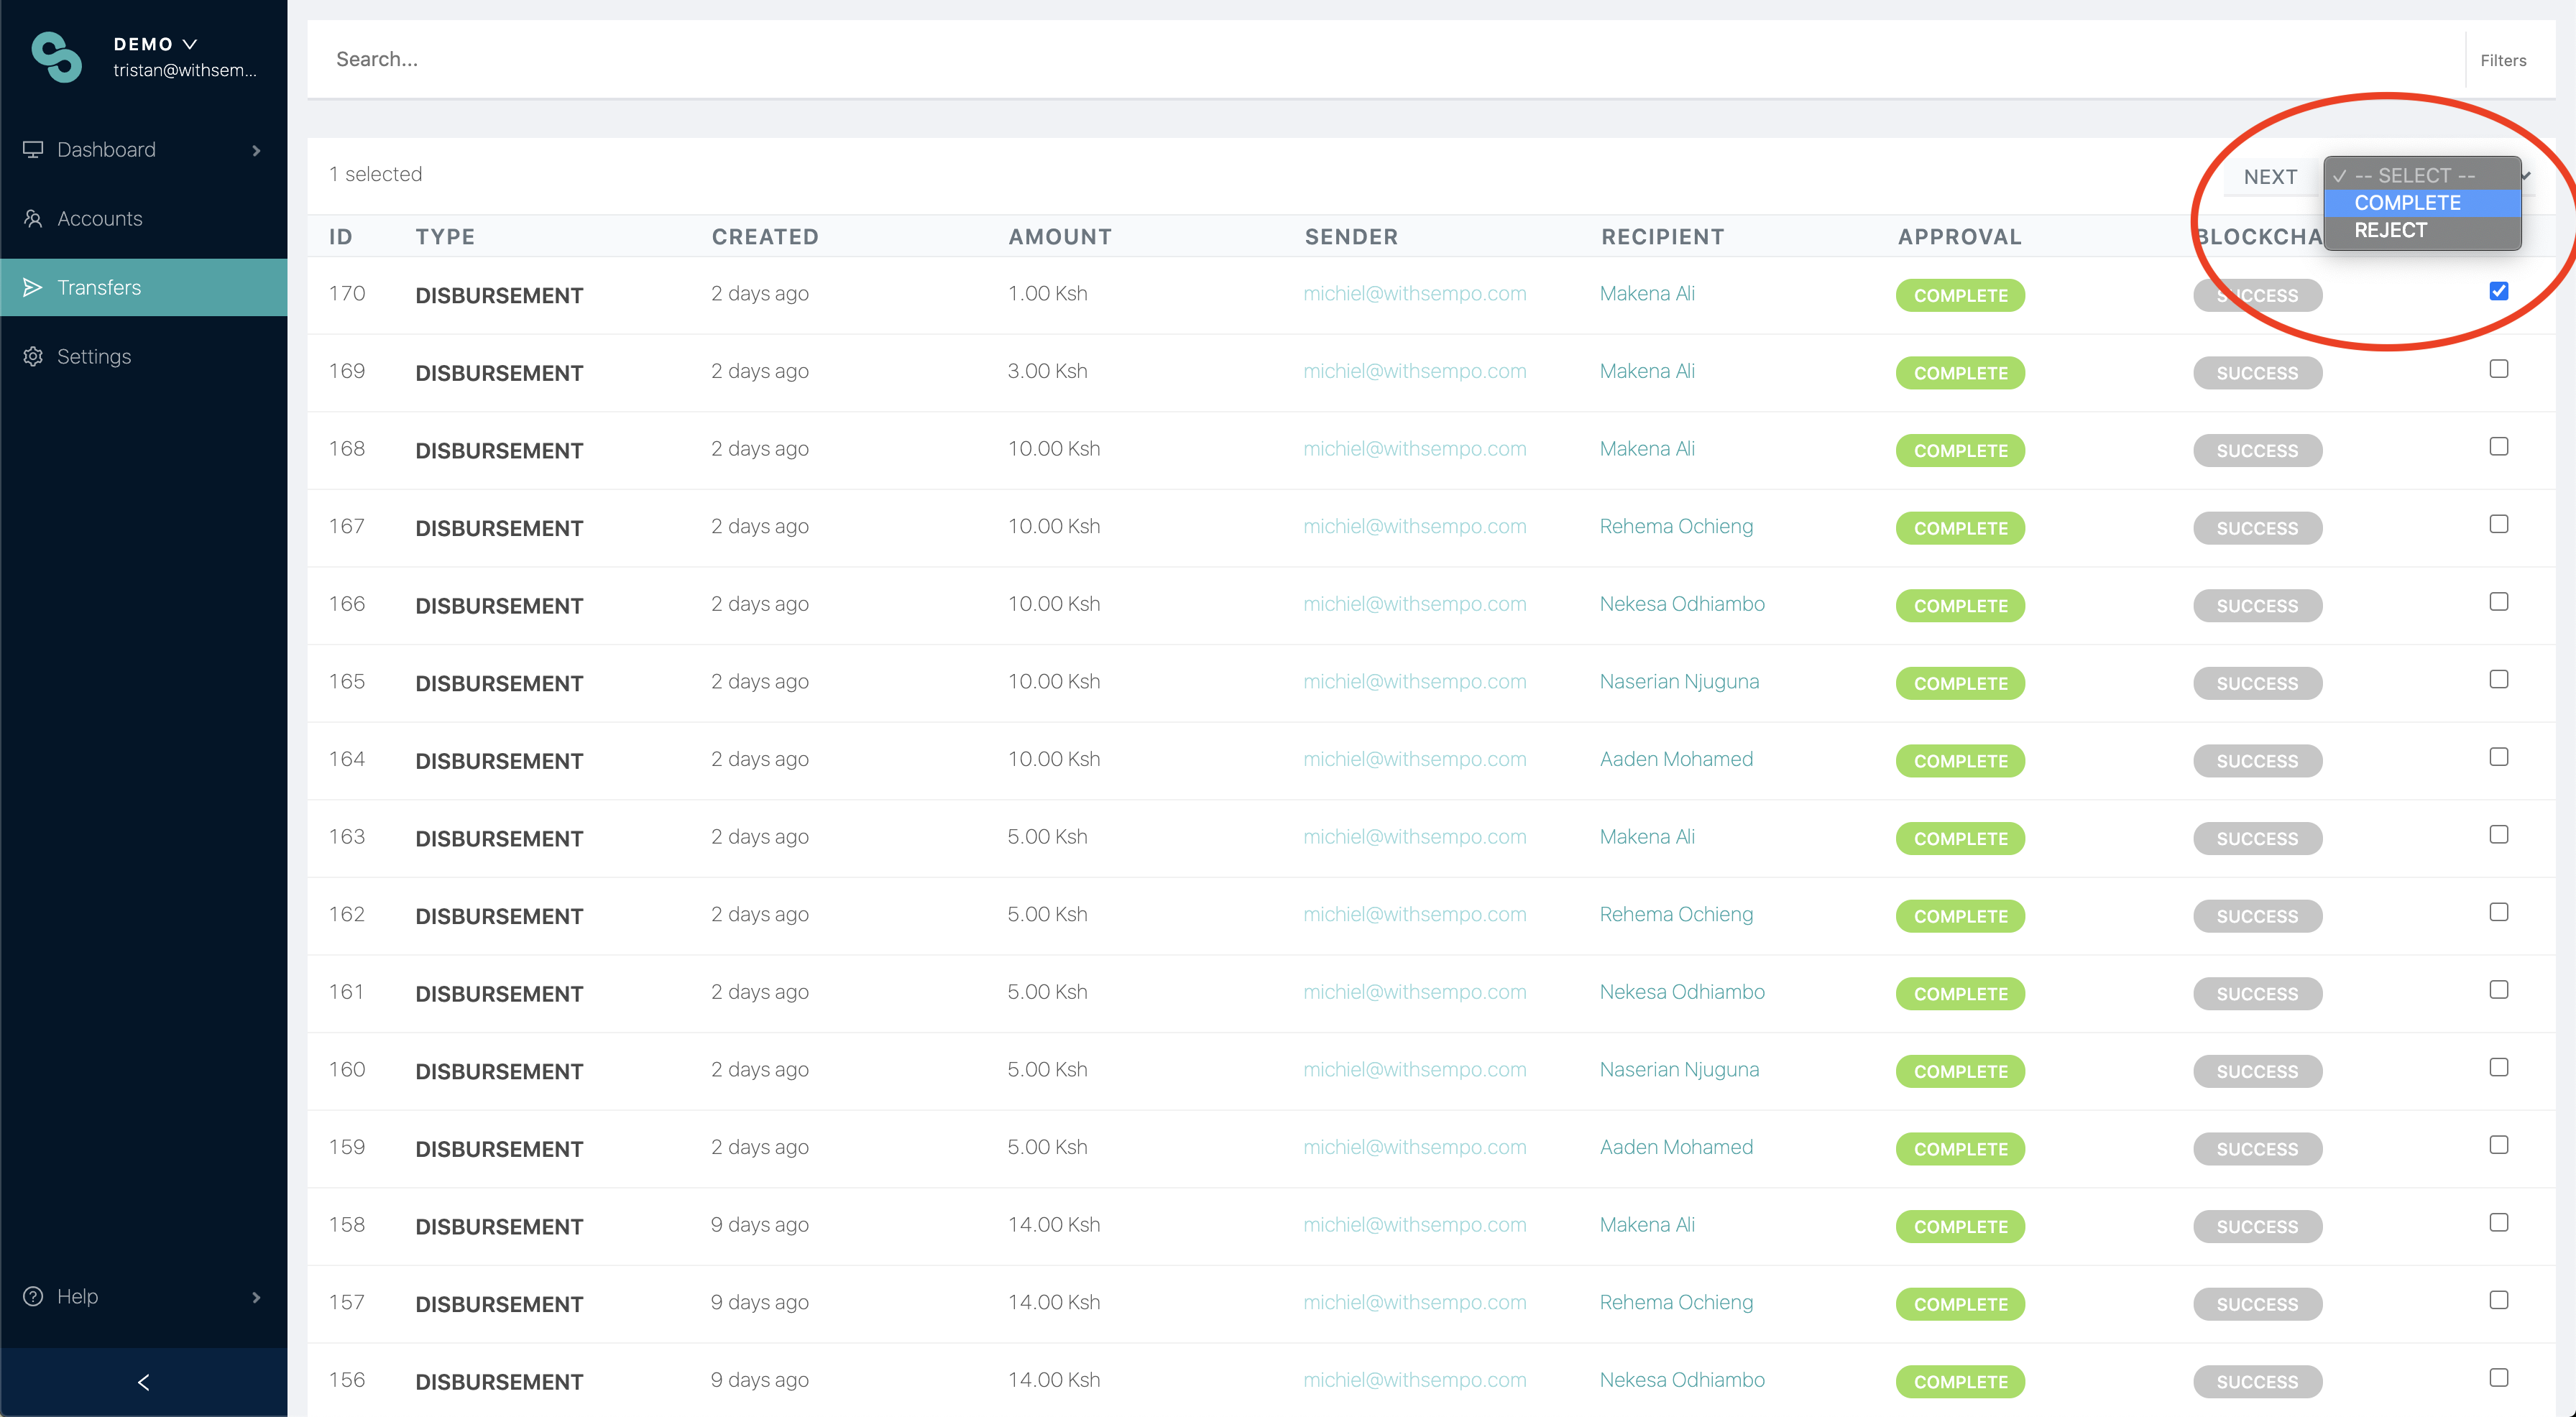 DEMO
tristan@withsem...
Dashboard
Accounts
Transfers
Settings
Help
Search...
Filters
1 selected
NEXT
-- SELECT --
COMPLETE
REJECT
ID TYPE CREATED AMOUNT SENDER RECIPIENT APPROVAL BLOCKCHA
170 DISBURSEMENT 2 days ago 1.00 Ksh michiel@withsempo.com Makena Ali COMPLETE SUCCESS
169 DISBURSEMENT 2 days ago 3.00 Ksh michiel@withsempo.com Makena Ali COMPLETE SUCCESS
168 DISBURSEMENT 2 days ago 10.00 Ksh michiel@withsempo.com Makena Ali COMPLETE SUCCESS
167 DISBURSEMENT 2 days ago 10.00 Ksh michiel@withsempo.com Rehema Ochieng COMPLETE SUCCESS
166 DISBURSEMENT 2 days ago 10.00 Ksh michiel@withsempo.com Nekesa Odhiambo COMPLETE SUCCESS
165 DISBURSEMENT 2 days ago 10.00 Ksh michiel@withsempo.com Naserian Njuguna COMPLETE SUCCESS
164 DISBURSEMENT 2 days ago 10.00 Ksh michiel@withsempo.com Aaden Mohamed COMPLETE SUCCESS
163 DISBURSEMENT 2 days ago 5.00 Ksh michiel@withsempo.com Makena Ali COMPLETE SUCCESS
162 DISBURSEMENT 2 days ago 5.00 Ksh michiel@withsempo.com Rehema Ochieng COMPLETE SUCCESS
161 DISBURSEMENT 2 days ago 5.00 Ksh michiel@withsempo.com Nekesa Odhiambo COMPLETE SUCCESS
160 DISBURSEMENT 2 days ago 5.00 Ksh michiel@withsempo.com Naserian Njuguna COMPLETE SUCCESS
159 DISBURSEMENT 2 days ago 5.00 Ksh michiel@withsempo.com Aaden Mohamed COMPLETE SUCCESS
158 DISBURSEMENT 9 days ago 14.00 Ksh michiel@withsempo.com Makena Ali COMPLETE SUCCESS
157 DISBURSEMENT 9 days ago 14.00 Ksh michiel@withsempo.com Rehema Ochieng COMPLETE SUCCESS
156 DISBURSEMENT 9 days ago 14.00 Ksh michiel@withsempo.com Nekesa Odhiambo COMPLETE SUCCESS